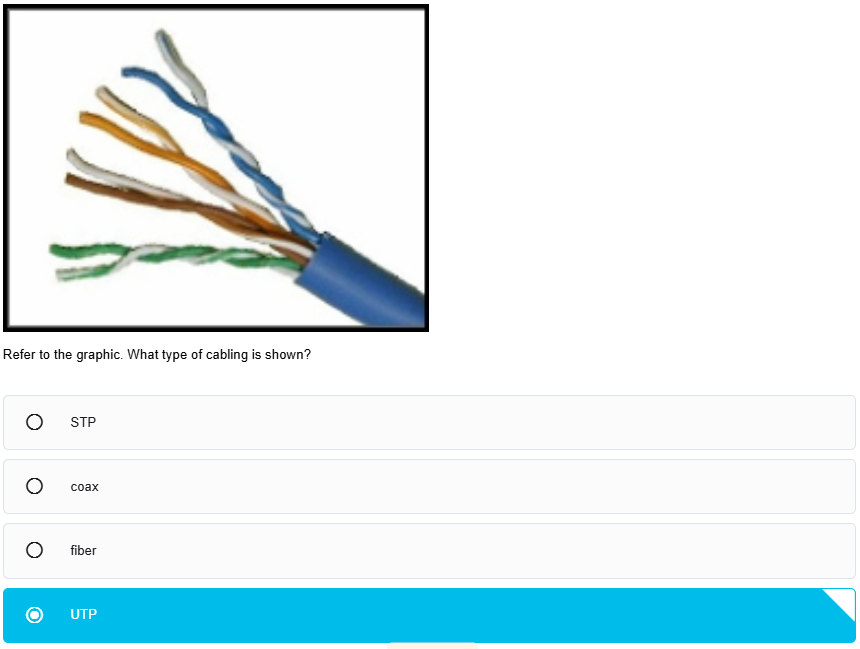 Refer to the graphic. What type of cabling is shown?
STP
coax
fiber
UTP